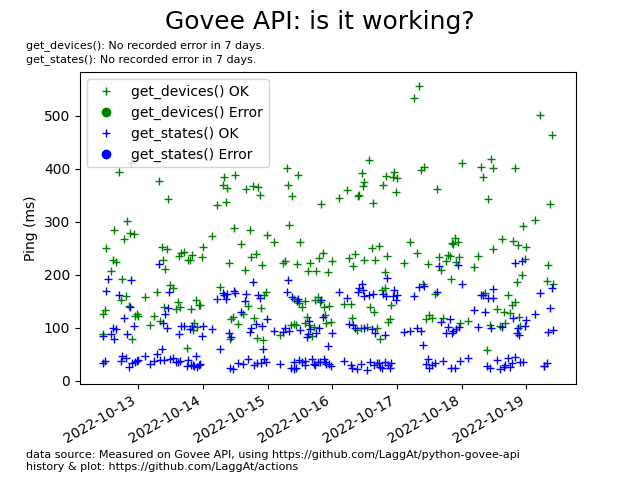 Govee API: is it working?
get_devices(): No recorded error in 7 days.
get_states(): No recorded error in 7 days.
get_devices() OK
get_devices() Error
get_states() OK
get_states() Error
Ping (ms)
500
400
300
200
100
0
2022-10-13
2022-10-14
2022-10-15
2022-10-16
2022-10-17
2022-10-18
2022-10-19
data source: Measured on Govee API, using https://github.com/LaggAt/python-govee-api
history & plot: https://github.com/LaggAt/actions